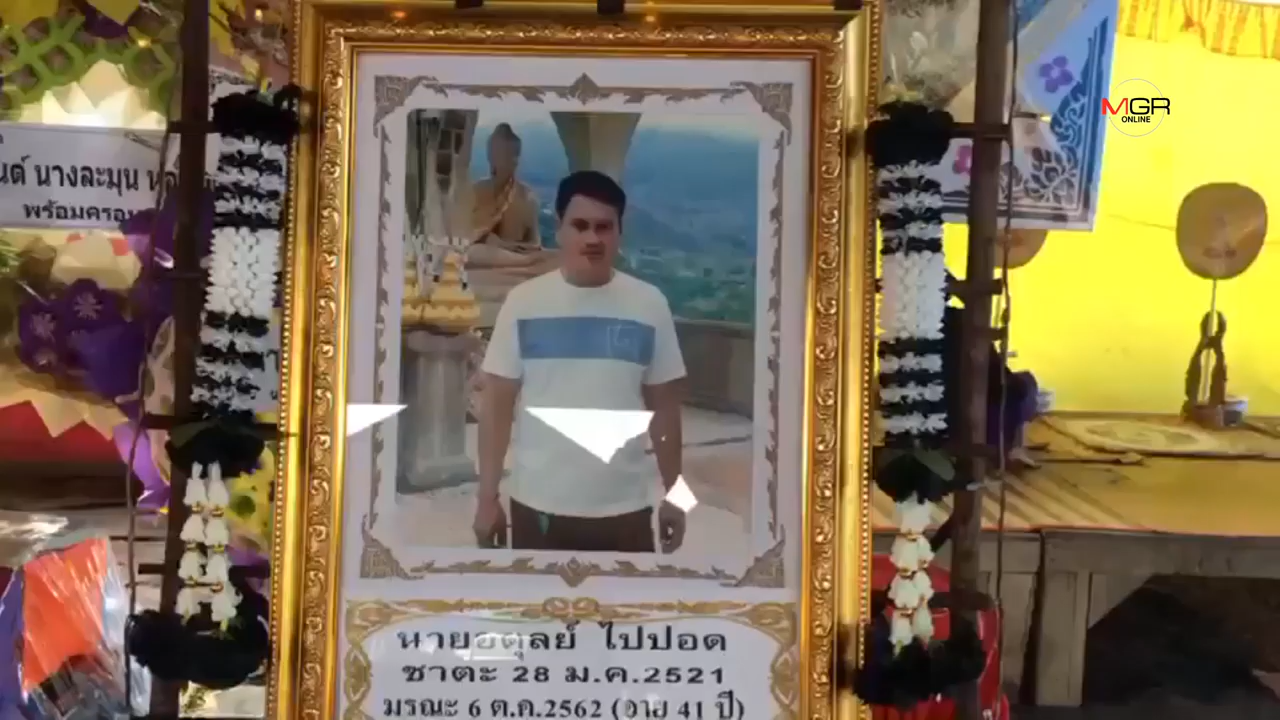 MGR
ONLINE
นางละมุน
พร้อมครอบ
นายอดุลย์ ไปปอด
ชาตะ 28 ม.ค.2521
มรณะ 6 ต.ค.2562 (อายุ 41 ปี)